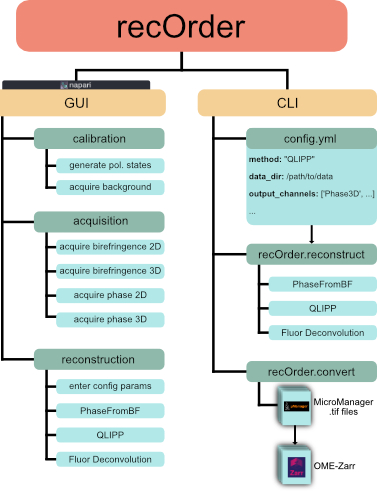 recOrder
napari
GUI
calibration
generate pol. states
acquire background
acquisition
acquire birefringence 2D
acquire birefringence 3D
acquire phase 2D
acquire phase 3D
reconstruction
enter config params
PhaseFromBF
QLIPP
Fluor Deconvolution
CLI
config.yml
method: "QLIPP"
data_dir: /path/to/data
output_channels: ['Phase3D', ...]
...
recOrder.reconstruct
PhaseFromBF
QLIPP
Fluor Deconvolution
recOrder.convert
MicroManager
.tif files
Zarr
OME-Zarr